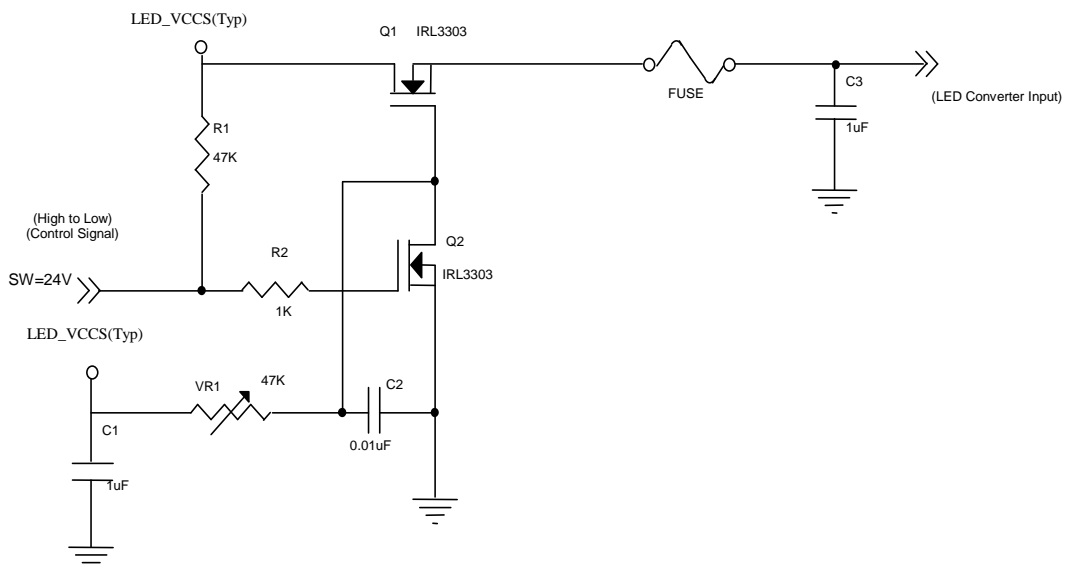 LED_VCCS(Typ)
Q1 IRL3303
FUSE
C3
1uF
(LED Converter Input)
R1
47K
(High to Low)
(Control Signal)
SW=24V
R2
1K
Q2
IRL3303
LED_VCCS(Typ)
VR1
47K
C2
0.01uF
C1
1uF